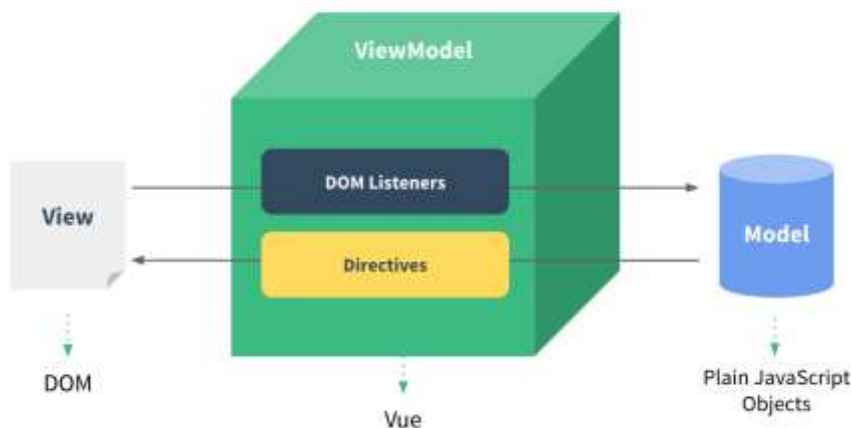 ViewModel
DOM Listeners
View
Model
Directives
DOM
Plain JavaScript
Objects
Vue